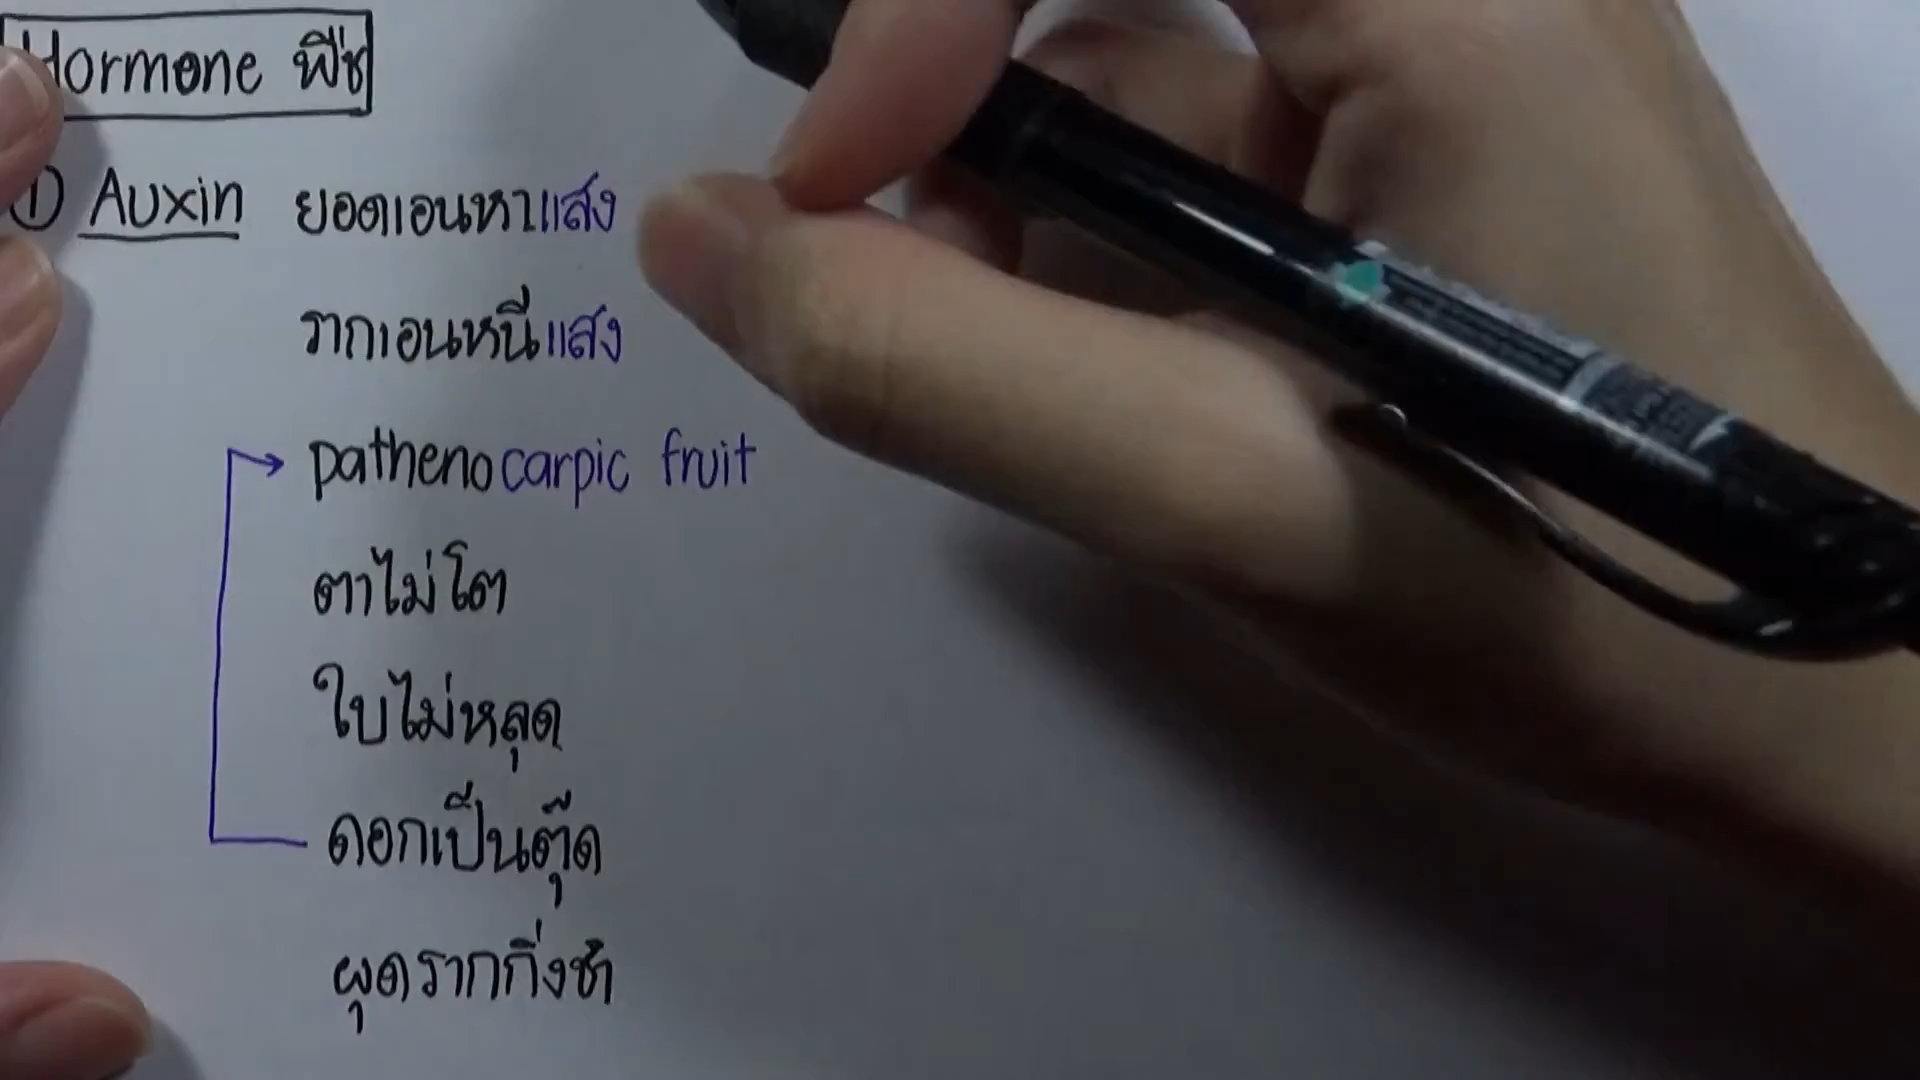 Hormone พืช
① Auxin ยอดเอนหาแสง
รากเอนหนีแสง
pathenocarpic fruit
ตาไม่โต
ใบไม่หลุด
ดอกเป็นตุ๊ด
ผุดรากกิ่งชำ